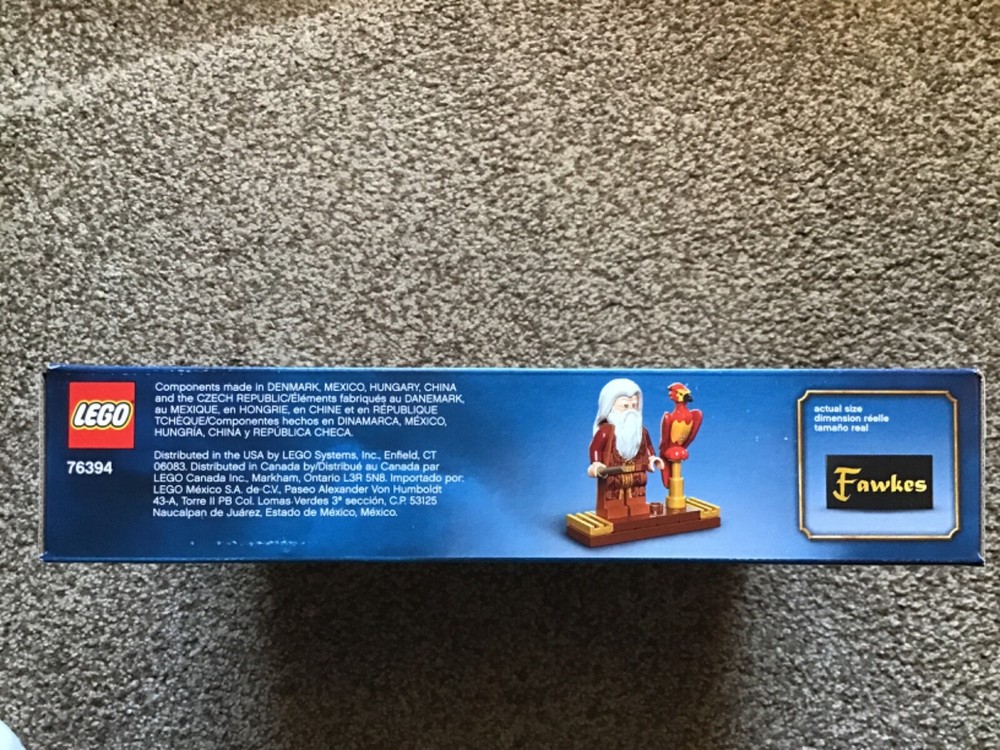 LEGO
76394
Components made in DENMARK, MEXICO, HUNGARY, CHINA
and the CZECH REPUBLIC/Éléments fabriqués au DANEMARK,
au MEXIQUE, en HONGRIE, en CHINE et en RÉPUBLIQUE
TCHÈQUE/Componentes hechos en DINAMARCA, MÉXICO,
HUNGRÍA, CHINA y REPÚBLICA CHECA.
Distributed in the USA by LEGO Systems, Inc., Enfield, CT
06083. Distributed in Canada by/Distribué au Canada par
LEGO Canada Inc., Markham, Ontario L3R 5N8. Importado por:
LEGO México S.A. de C.V., Paseo Alexander Von Humboldt
43-A, Torre II PB Col. Lomas Verdes 3ª sección, C.P. 53125
Naucalpan de Juárez, Estado de México, México.
actual size
dimension réelle
tamaño real
Fawkes